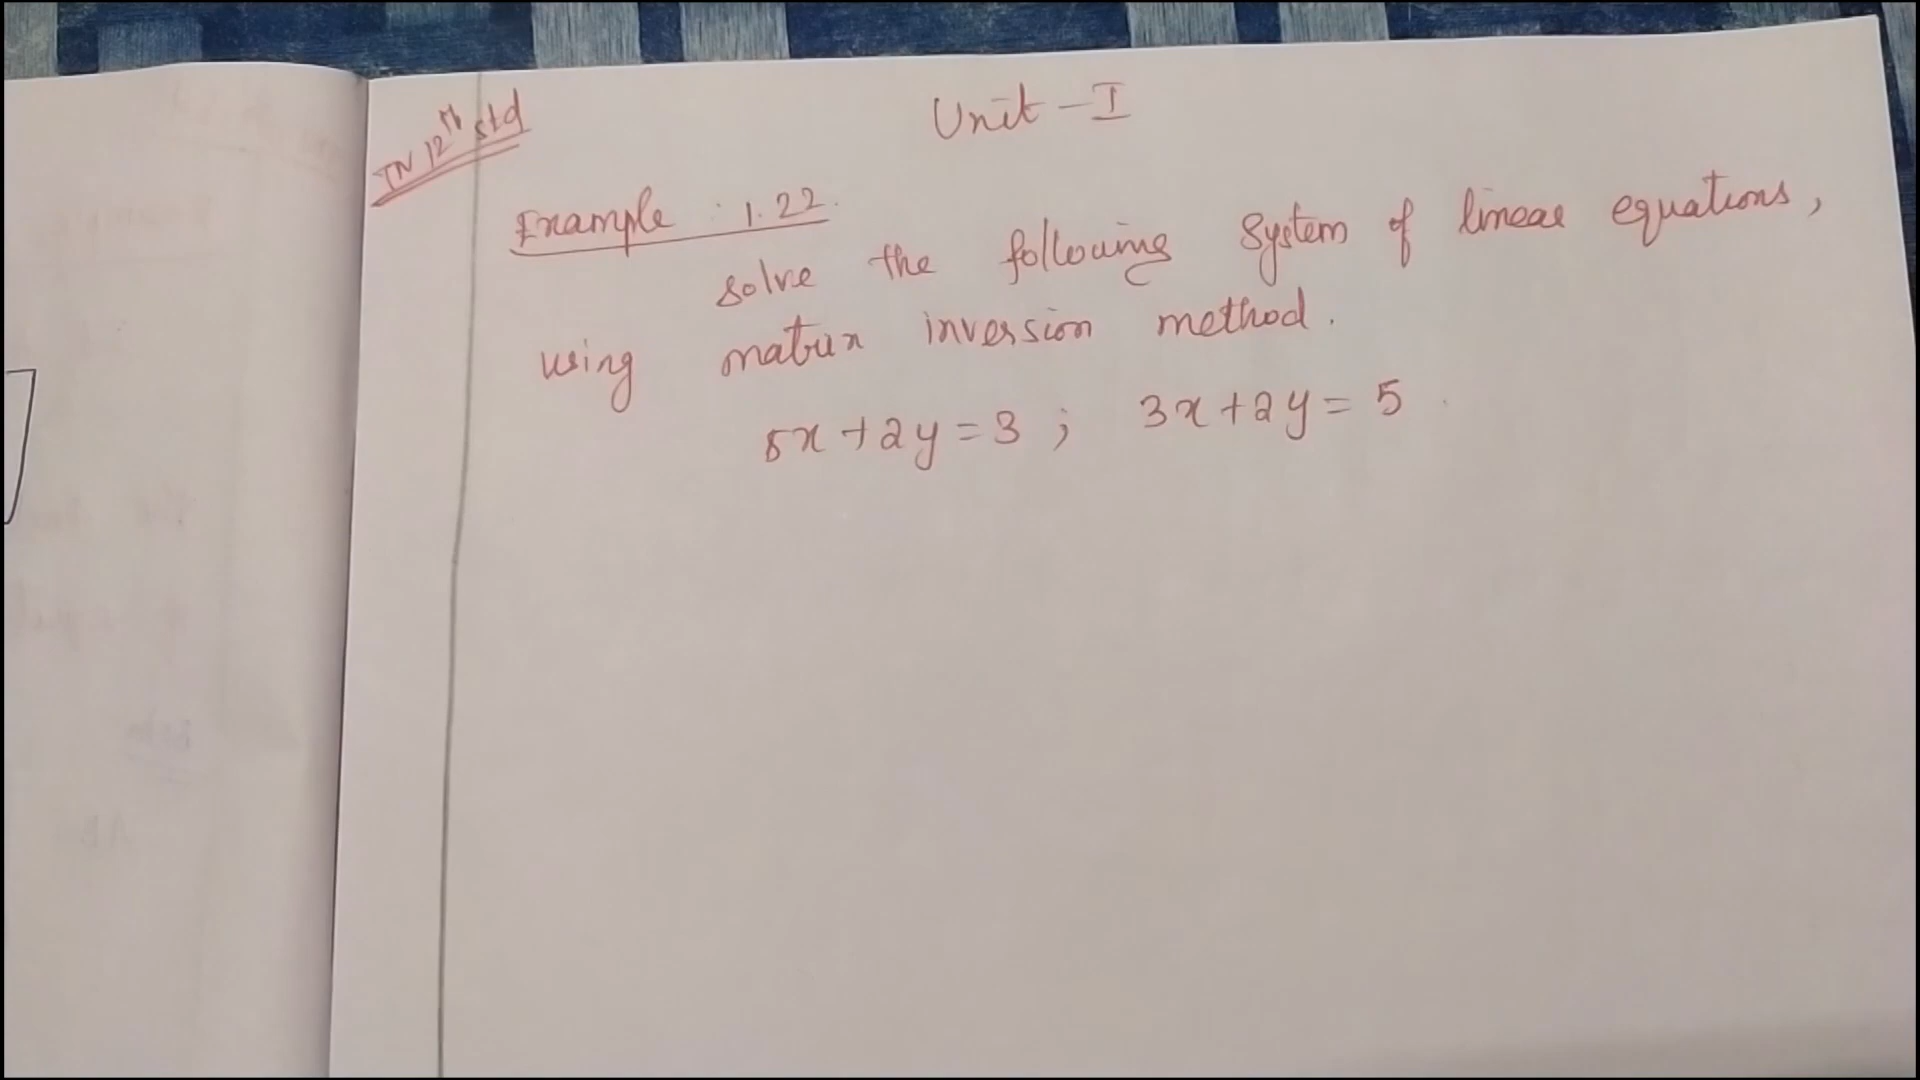 TN 12th std
Unit - I
Example : 1.22.
solve the following system of linear equations,
using matrix inversion method.
5x + 2y = 3 ; 3x + 2y = 5